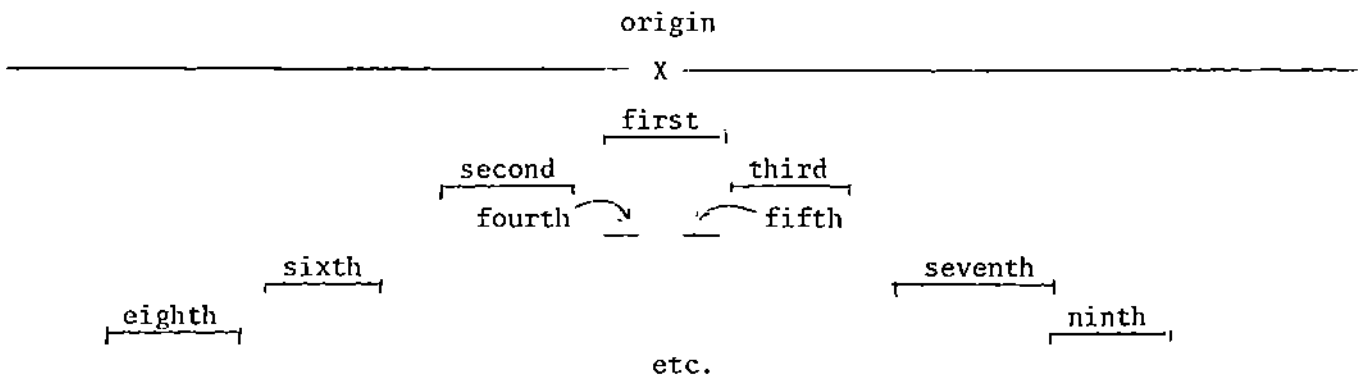 origin
X
first
second third
fourth fifth
sixth seventh
eighth ninth
etc.